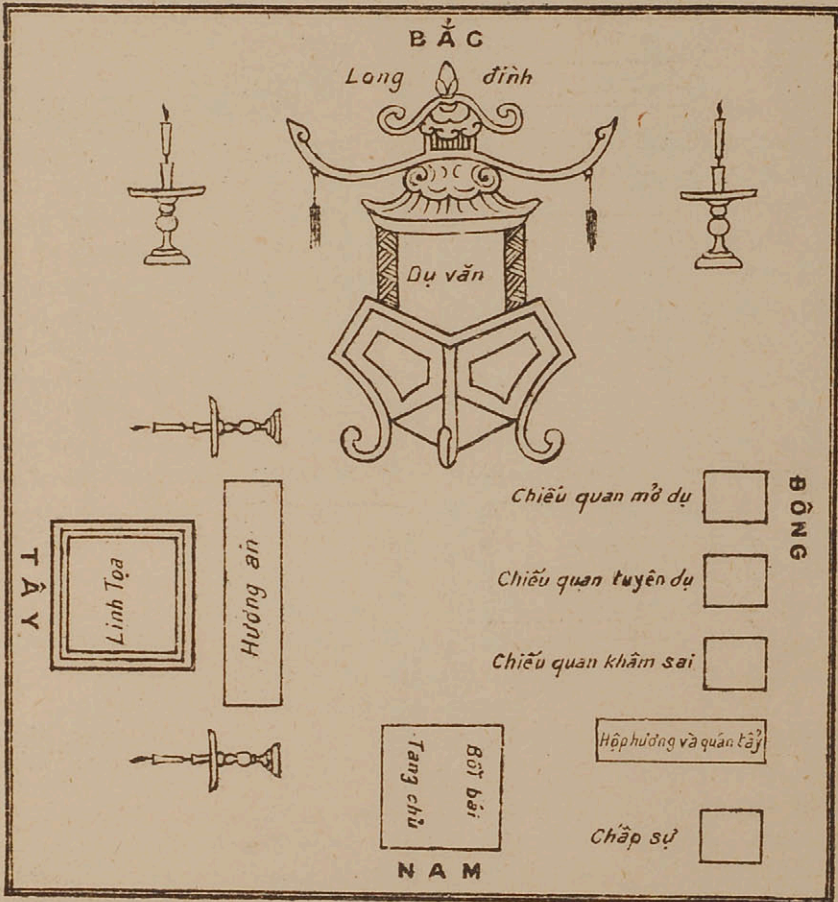 BẮC
Long đình
Dụ văn
Chiếu quan mở dụ
ĐÔNG
Chiếu quan tuyên dụ
Chiếu quan khâm sai
TÂY
Linh Tọa
Hương án
Hộp hương và quán tẩy
Bồi bái
Tang chủ
Chấp sự
NAM